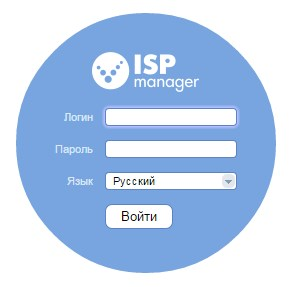 ISP
manager
Логин
Пароль
Язык Русский
Войти